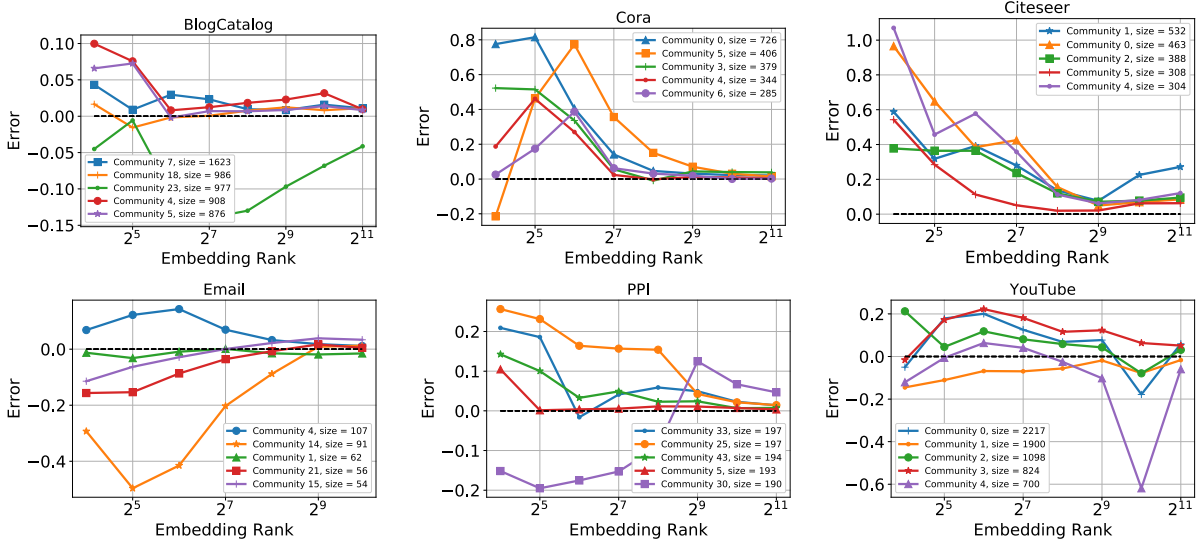 BlogCatalog
Error
0.10
0.05
0.00
−0.05
−0.10
−0.15
Community 7, size = 1623
Community 18, size = 986
Community 23, size = 977
Community 4, size = 908
Community 5, size = 876
2^5 2^7 2^9 2^11
Embedding Rank
Cora
Error
0.8
0.6
0.4
0.2
0.0
−0.2
Community 0, size = 726
Community 5, size = 406
Community 3, size = 379
Community 4, size = 344
Community 6, size = 285
2^5 2^7 2^9 2^11
Embedding Rank
Citeseer
Error
1.0
0.8
0.6
0.4
0.2
0.0
Community 1, size = 532
Community 0, size = 463
Community 2, size = 388
Community 5, size = 308
Community 4, size = 304
2^5 2^7 2^9 2^11
Embedding Rank
Email
Error
0.0
−0.2
−0.4
Community 4, size = 107
Community 14, size = 91
Community 1, size = 62
Community 21, size = 56
Community 15, size = 54
2^5 2^7 2^9
Embedding Rank
PPI
Error
0.2
0.1
0.0
−0.1
−0.2
Community 33, size = 197
Community 25, size = 197
Community 43, size = 194
Community 5, size = 193
Community 30, size = 190
2^5 2^7 2^9 2^11
Embedding Rank
YouTube
Error
0.2
0.0
−0.2
−0.4
−0.6
Community 0, size = 2217
Community 1, size = 1900
Community 2, size = 1098
Community 3, size = 824
Community 4, size = 700
2^5 2^7 2^9 2^11
Embedding Rank